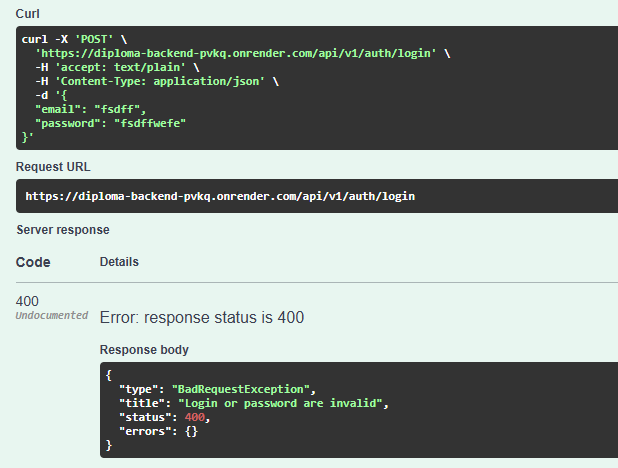 Curl
curl -X 'POST' \
  'https://diploma-backend-pvkq.onrender.com/api/v1/auth/login' \
  -H 'accept: text/plain' \
  -H 'Content-Type: application/json' \
  -d '{
  "email": "fsdff",
  "password": "fsdffwefe"
}'
Request URL
https://diploma-backend-pvkq.onrender.com/api/v1/auth/login
Server response
Code Details
400
Undocumented
Error: response status is 400
Response body
{
  "type": "BadRequestException",
  "title": "Login or password are invalid",
  "status": 400,
  "errors": {}
}